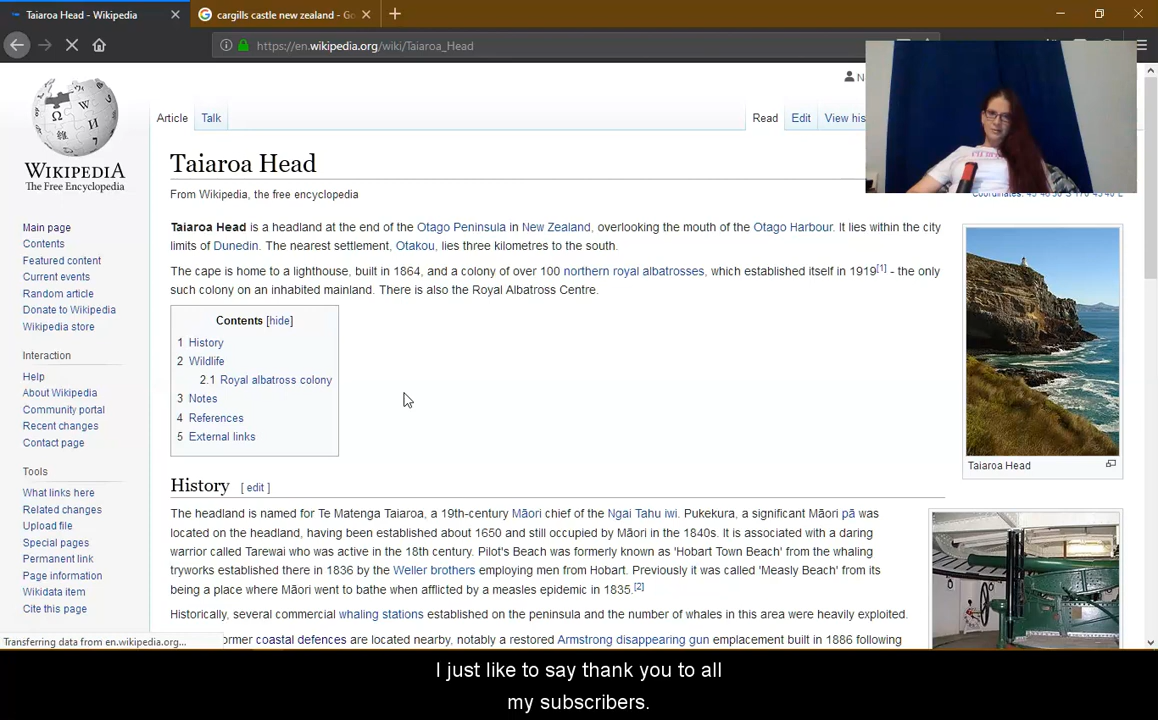 Taiaroa Head - Wikipedia
cargills castle new zealand - Go
https://en.wikipedia.org/wiki/Taiaroa_Head
N
Article Talk
Read Edit View his
WIKIPEDIA
The Free Encyclopedia
Taiaroa Head
From Wikipedia, the free encyclopedia
Taiaroa Head is a headland at the end of the Otago Peninsula in New Zealand, overlooking the mouth of the Otago Harbour. It lies within the city
limits of Dunedin. The nearest settlement, Otakou, lies three kilometres to the south.
The cape is home to a lighthouse, built in 1864, and a colony of over 100 northern royal albatrosses, which established itself in 1919[1] - the only
such colony on an inhabited mainland. There is also the Royal Albatross Centre.
Main page
Contents
Featured content
Current events
Random article
Donate to Wikipedia
Wikipedia store
Interaction
Help
About Wikipedia
Community portal
Recent changes
Contact page
Tools
What links here
Related changes
Upload file
Special pages
Permanent link
Page information
Wikidata item
Cite this page
Contents [hide]
1 History
2 Wildlife
2.1 Royal albatross colony
3 Notes
4 References
5 External links
Taiaroa Head
History [ edit ]
The headland is named for Te Matenga Taiaroa, a 19th-century Māori chief of the Ngai Tahu iwi. Pukekura, a significant Māori pā was
located on the headland, having been established about 1650 and still occupied by Māori in the 1840s. It is associated with a daring
warrior called Tarewai who was active in the 18th century. Pilot's Beach was formerly known as 'Hobart Town Beach' from the whaling
tryworks established there in 1836 by the Weller brothers employing men from Hobart. Previously it was called 'Measly Beach' from its
being a place where Māori went to bathe when afflicted by a measles epidemic in 1835.[2]
Historically, several commercial whaling stations established on the peninsula and the number of whales in this area were heavily exploited.
ormer coastal defences are located nearby, notably a restored Armstrong disappearing gun emplacement built in 1886 following
Transferring data from en.wikipedia.org...
I just like to say thank you to all
my subscribers.